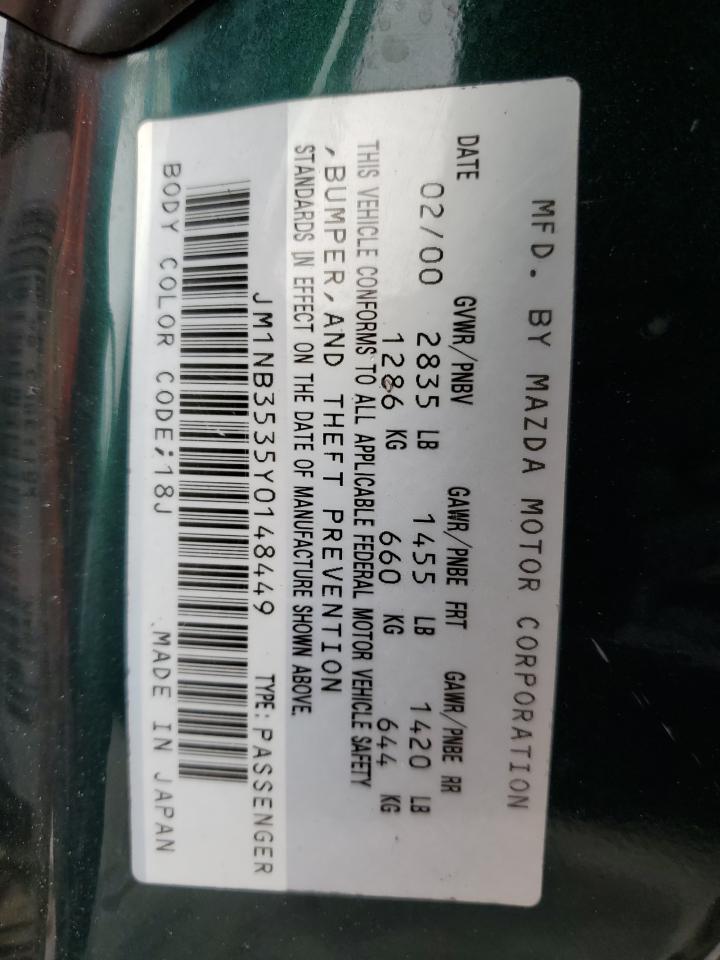 MFD. BY MAZDA MOTOR CORPORATION
DATE GVWR/PNBV GAWR/PNBE FRT GAWR/PNBE RR
02/00 2835 LB 1455 LB 1420 LB
1286 KG 660 KG 644 KG
THIS VEHICLE CONFORMS TO ALL APPLICABLE FEDERAL MOTOR VEHICLE SAFETY
,BUMPER,AND THEFT PREVENTION
STANDARDS IN EFFECT ON THE DATE OF MANUFACTURE SHOWN ABOVE.
JM1NB3535Y0148449 TYPE:PASSENGER
BODY COLOR CODE;18J MADE IN JAPAN